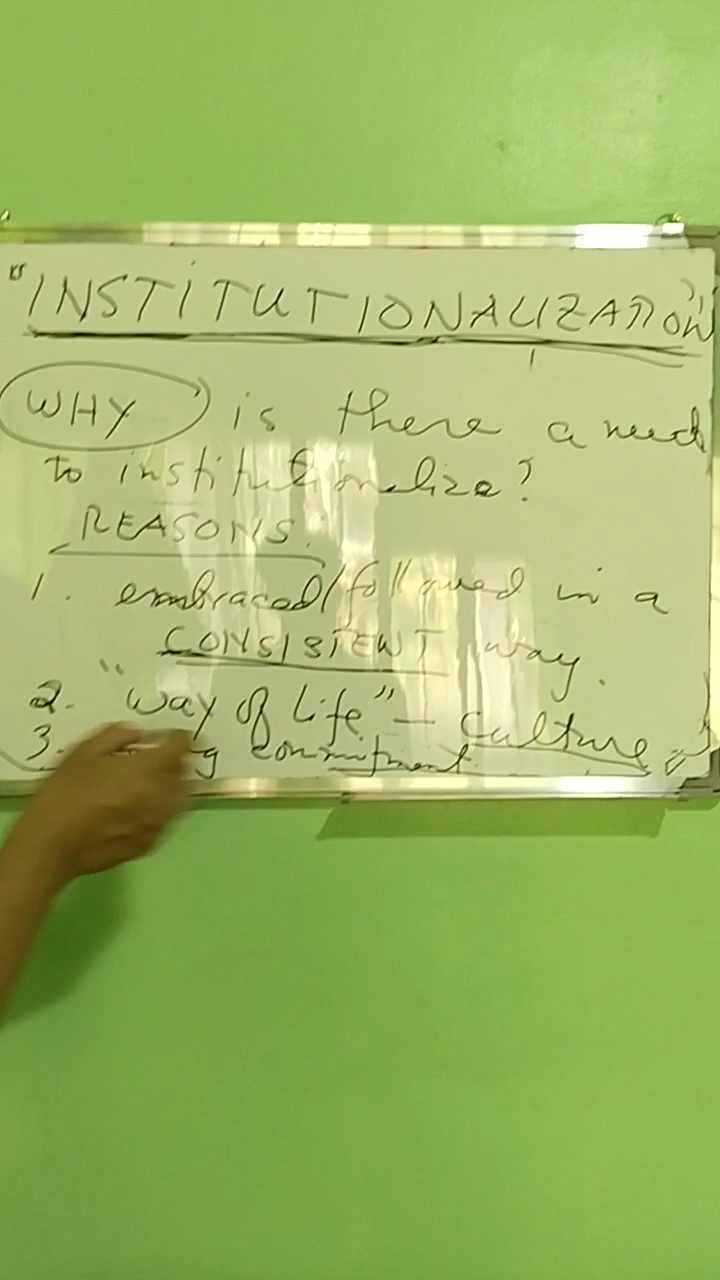 "INSTITUTIONALIZATION"
WHY is there a need
to institutionalize?
REASONS:
1. embraced/followed in a
CONSISTENT way.
2. "way of life" - culture
3. commitment